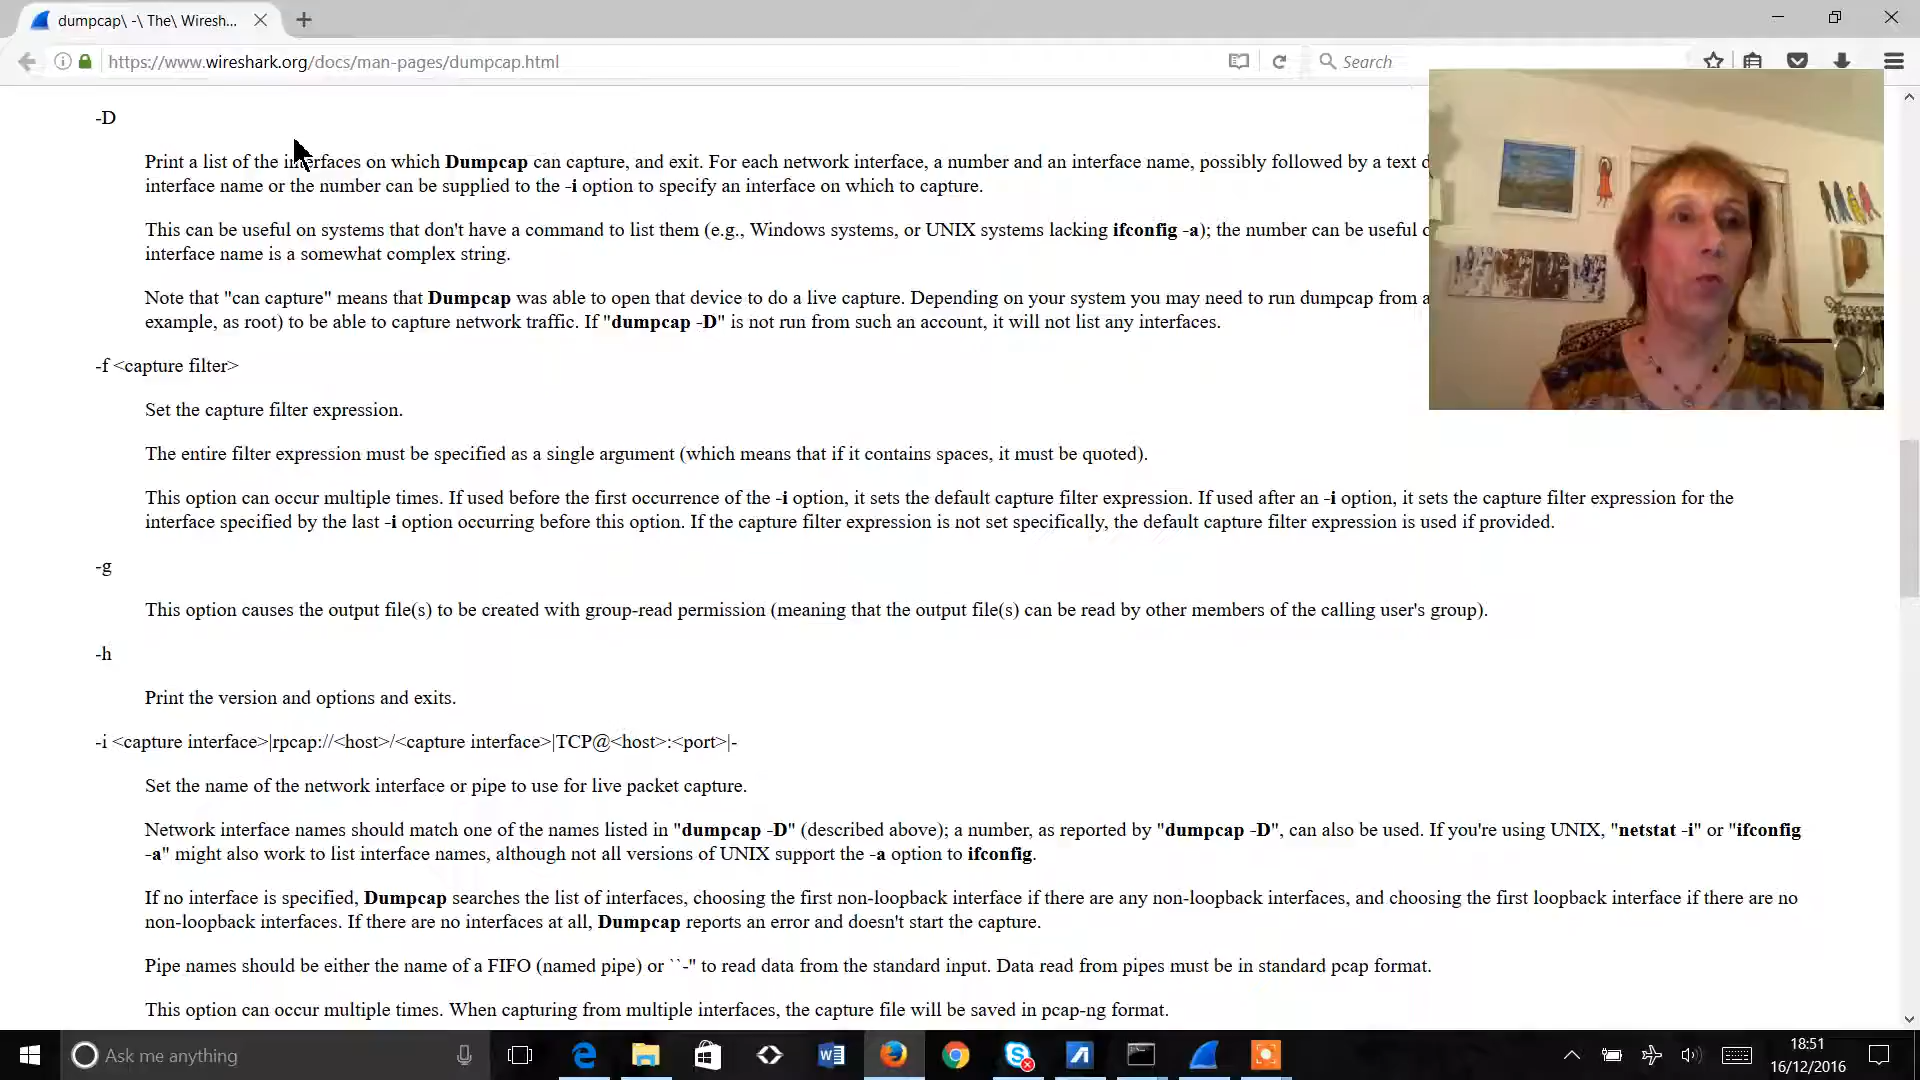 dumpcap\ -\ The\ Wiresh...
https://www.wireshark.org/docs/man-pages/dumpcap.html
Search
-D
Print a list of the interfaces on which Dumpcap can capture, and exit. For each network interface, a number and an interface name, possibly followed by a text d
interface name or the number can be supplied to the -i option to specify an interface on which to capture.
This can be useful on systems that don't have a command to list them (e.g., Windows systems, or UNIX systems lacking ifconfig -a); the number can be useful o
interface name is a somewhat complex string.
Note that "can capture" means that Dumpcap was able to open that device to do a live capture. Depending on your system you may need to run dumpcap from a
example, as root) to be able to capture network traffic. If "dumpcap -D" is not run from such an account, it will not list any interfaces.
-f <capture filter>
Set the capture filter expression.
The entire filter expression must be specified as a single argument (which means that if it contains spaces, it must be quoted).
This option can occur multiple times. If used before the first occurrence of the -i option, it sets the default capture filter expression. If used after an -i option, it sets the capture filter expression for the
interface specified by the last -i option occurring before this option. If the capture filter expression is not set specifically, the default capture filter expression is used if provided.
-g
This option causes the output file(s) to be created with group-read permission (meaning that the output file(s) can be read by other members of the calling user's group).
-h
Print the version and options and exits.
-i <capture interface>|rpcap://<host>/<capture interface>|TCP@<host>:<port>|-
Set the name of the network interface or pipe to use for live packet capture.
Network interface names should match one of the names listed in "dumpcap -D" (described above); a number, as reported by "dumpcap -D", can also be used. If you're using UNIX, "netstat -i" or "ifconfig
-a" might also work to list interface names, although not all versions of UNIX support the -a option to ifconfig.
If no interface is specified, Dumpcap searches the list of interfaces, choosing the first non-loopback interface if there are any non-loopback interfaces, and choosing the first loopback interface if there are no
non-loopback interfaces. If there are no interfaces at all, Dumpcap reports an error and doesn't start the capture.
Pipe names should be either the name of a FIFO (named pipe) or ``-'' to read data from the standard input. Data read from pipes must be in standard pcap format.
This option can occur multiple times. When capturing from multiple interfaces, the capture file will be saved in pcap-ng format.
Ask me anything
18:51
16/12/2016